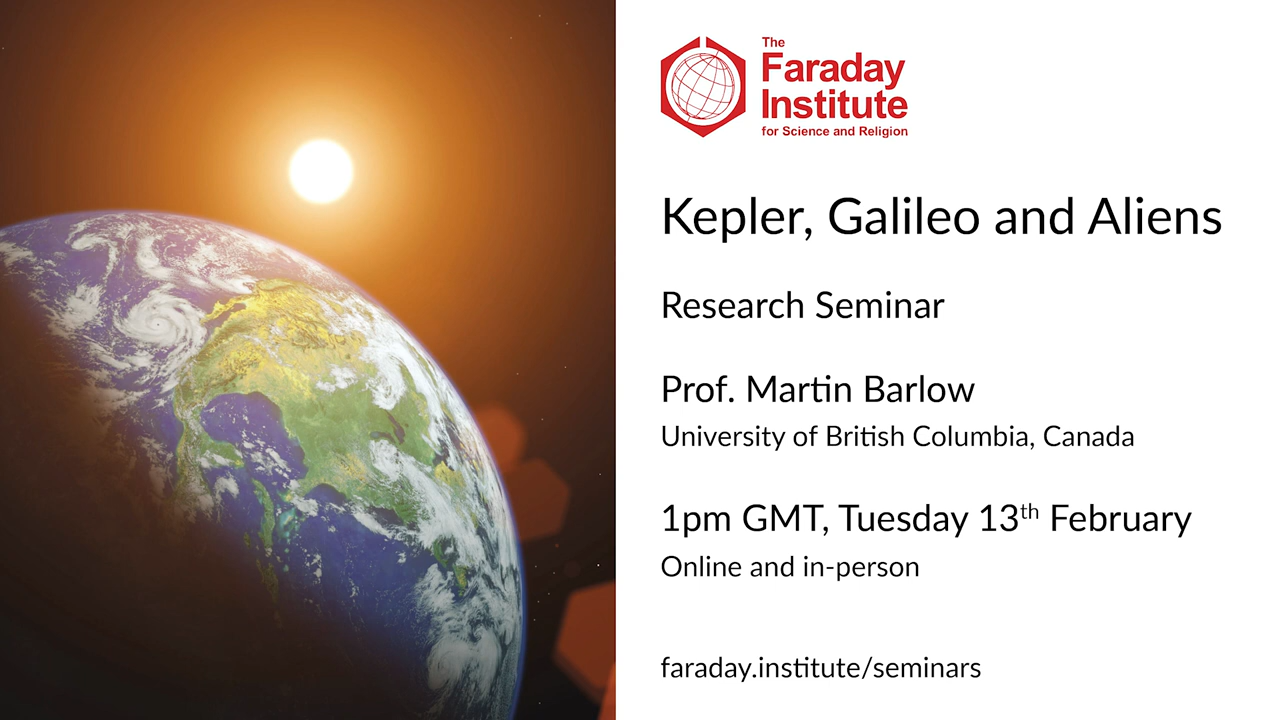 The
Faraday
Institute
for Science and Religion
Kepler, Galileo and Aliens
Research Seminar
Prof. Martin Barlow
University of British Columbia, Canada
1pm GMT, Tuesday 13th February
Online and in-person
faraday.institute/seminars